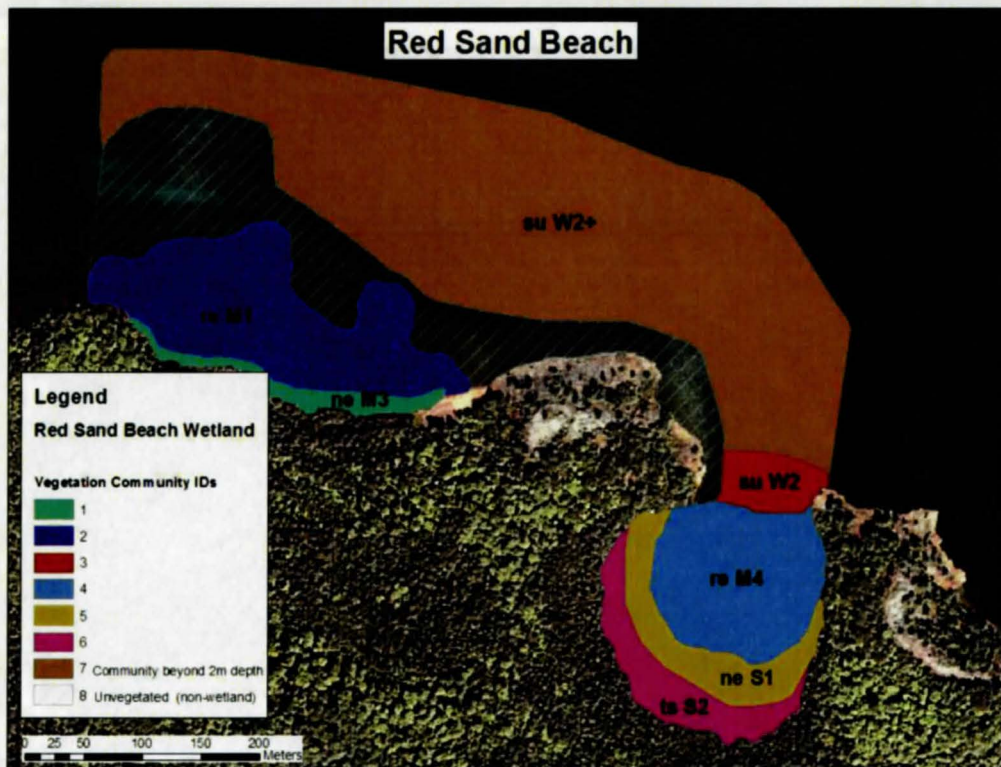 Red Sand Beach
su W2+
re M1
ne M3
su W2
re M4
ne S1
ts S2
Legend
Red Sand Beach Wetland
Vegetation Community IDs
1
2
3
4
5
6
7 Community beyond 2m depth
8 Unvegetated (non-wetland)
0 25 50 100 150 200
Meters